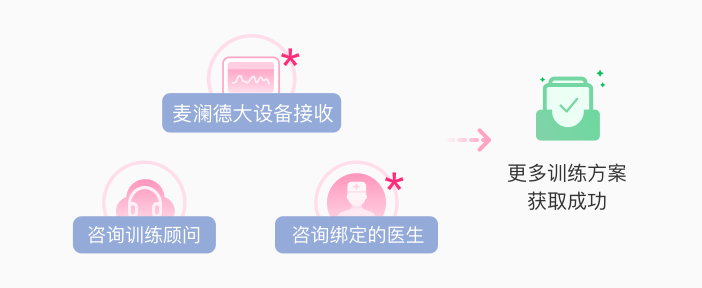 麦澜德大设备接收
咨询训练顾问
咨询绑定的医生
更多训练方案
获取成功